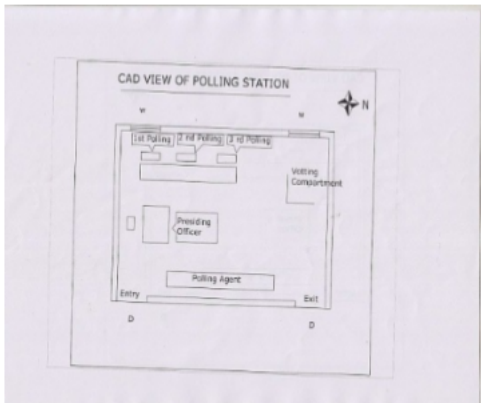 CAD VIEW OF POLLING STATION
N
W
W
1st Polling
2 nd Polling
3 rd Polling
Votting
Compartment
Presiding
Officer
Polling Agent
Entry
Exit
D
D